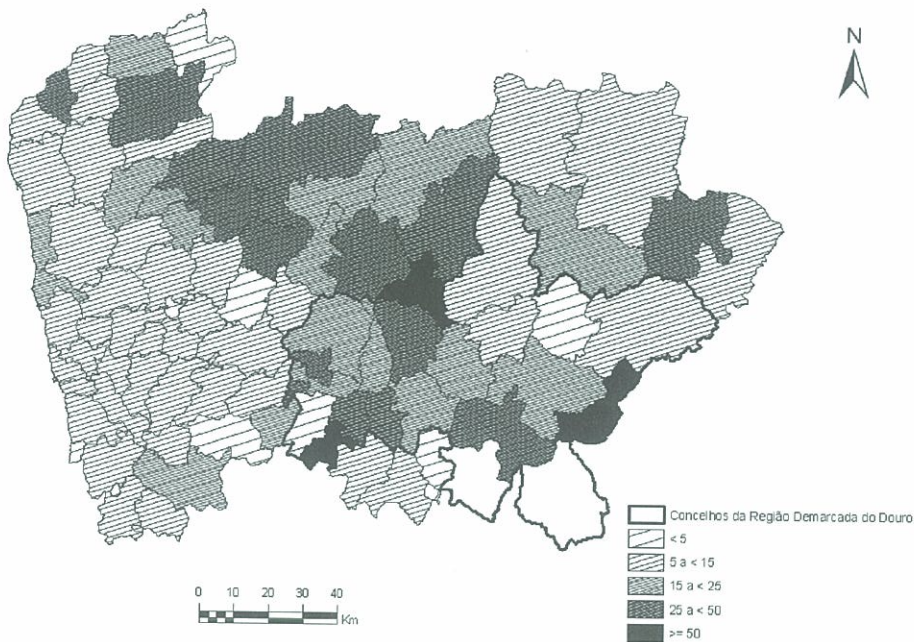 N
Concelhos da Região Demarcada do Douro
< 5
5 a < 15
15 a < 25
25 a < 50
>= 50
0 10 20 30 40
Km